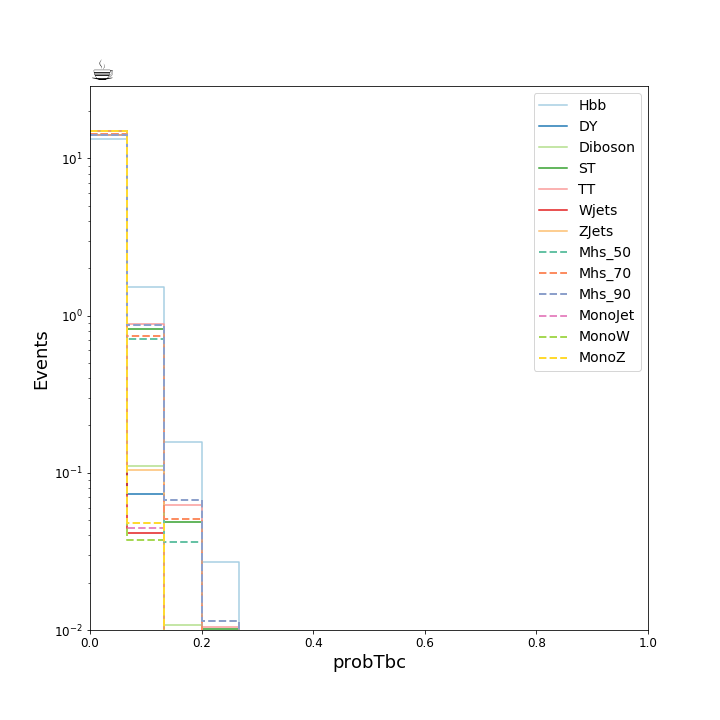 ☕
Events
10¹
10⁰
10⁻¹
10⁻²
0.0
0.2
0.4
0.6
0.8
1.0
probTbc
Hbb
DY
Diboson
ST
TT
Wjets
ZJets
Mhs_50
Mhs_70
Mhs_90
MonoJet
MonoW
MonoZ